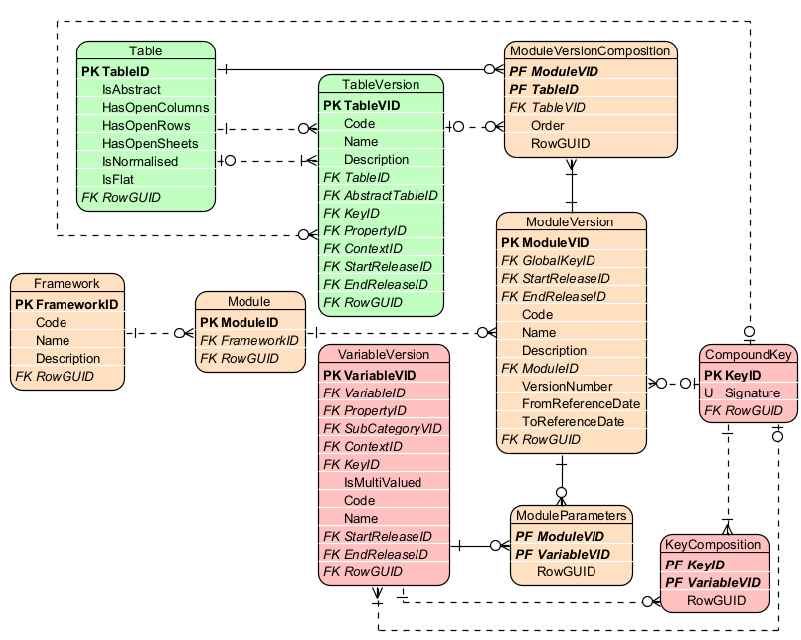 Table
PK TableID
IsAbstract
HasOpenColumns
HasOpenRows
HasOpenSheets
IsNormalised
IsFlat
FK RowGUID
TableVersion
PK TableVID
Code
Name
Description
FK TableID
FK AbstractTableID
FK KeyID
FK PropertyID
FK ContextID
FK StartReleaseID
FK EndReleaseID
FK RowGUID
ModuleVersionComposition
PF ModuleVID
PF TableID
FK TableVID
Order
RowGUID
ModuleVersion
PK ModuleVID
FK GlobalKeyID
FK StartReleaseID
FK EndReleaseID
Code
Name
Description
FK ModuleID
VersionNumber
FromReferenceDate
ToReferenceDate
FK RowGUID
Framework
PK FrameworkID
Code
Name
Description
FK RowGUID
Module
PK ModuleID
FK FrameworkID
FK RowGUID
VariableVersion
PK VariableVID
FK VariableID
FK PropertyID
FK SubCategoryVID
FK ContextID
FK KeyID
IsMultiValued
Code
Name
FK StartReleaseID
FK EndReleaseID
FK RowGUID
CompoundKey
PK KeyID
U Signature
FK RowGUID
ModuleParameters
PF ModuleVID
PF VariableVID
RowGUID
KeyComposition
PF KeyID
PF VariableVID
RowGUID